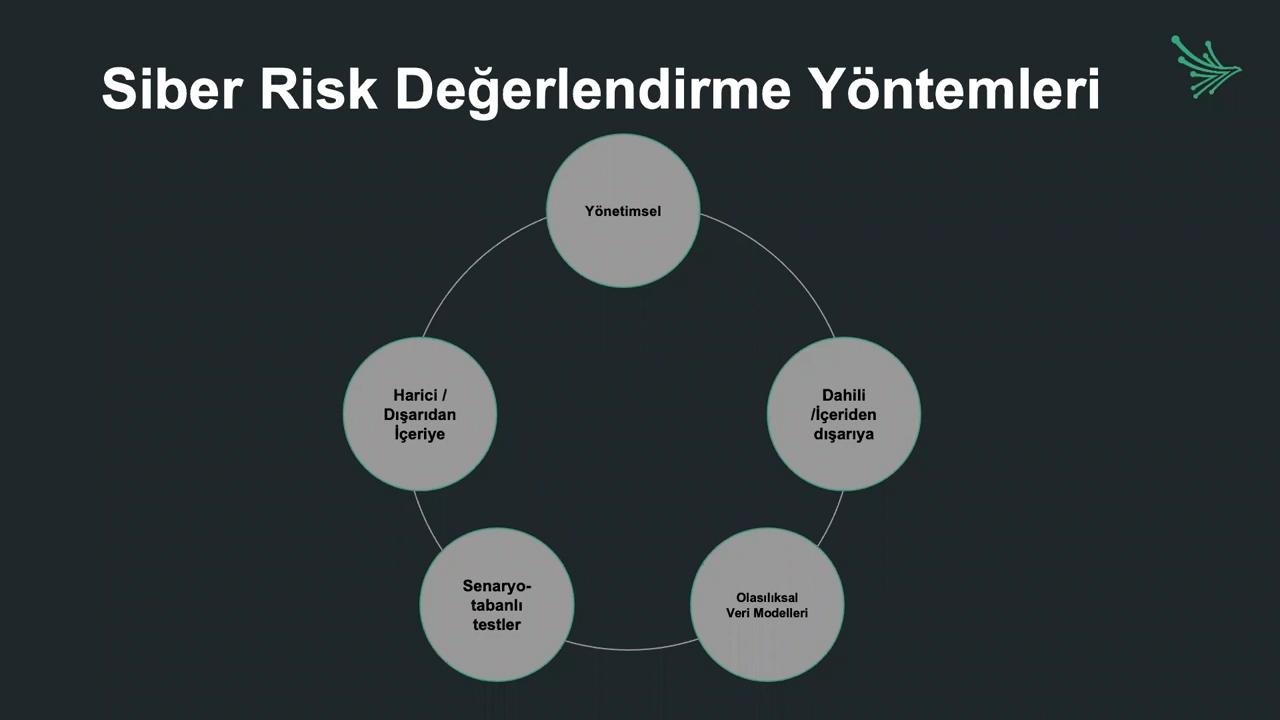 Siber Risk Değerlendirme Yöntemleri
Yönetimsel
Harici /
Dışarıdan
İçeriye
Dahili
/İçeriden
dışarıya
Senaryo-
tabanlı
testler
Olasılıksal
Veri Modelleri